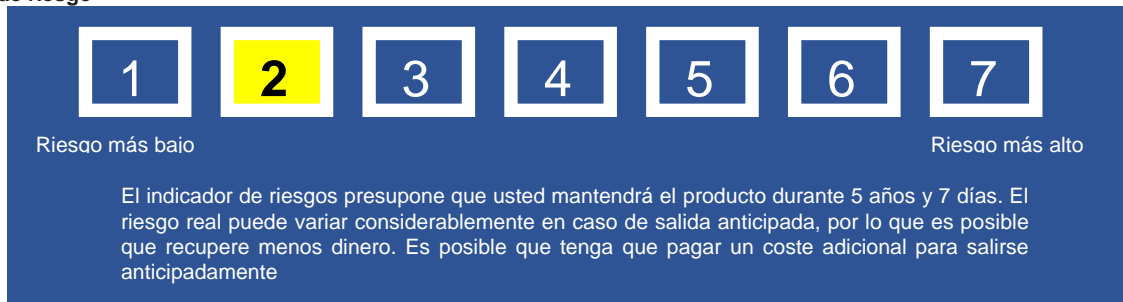 de Riesgo
1 2 3 4 5 6 7
Riesgo más bajo Riesgo más alto
El indicador de riesgos presupone que usted mantendrá el producto durante 5 años y 7 días. El
riesgo real puede variar considerablemente en caso de salida anticipada, por lo que es posible
que recupere menos dinero. Es posible que tenga que pagar un coste adicional para salirse
anticipadamente